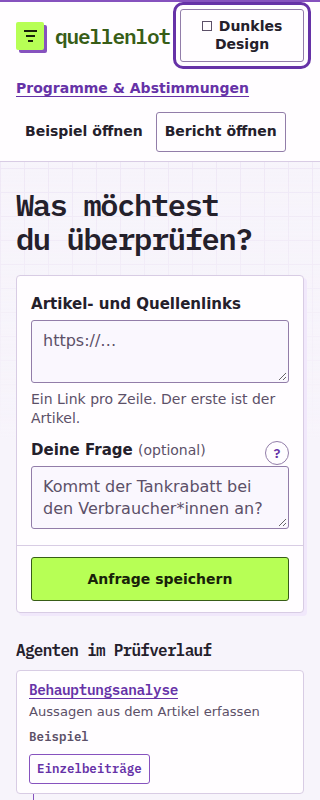 quellenlot
Dunkles
Design
Programme & Abstimmungen
Beispiel öffnen
Bericht öffnen
Was möchtest
du überprüfen?
Artikel- und Quellenlinks
https://…
Ein Link pro Zeile. Der erste ist der
Artikel.
Deine Frage (optional)
?
Kommt der Tankrabatt bei
den Verbraucher*innen an?
Anfrage speichern
Agenten im Prüfverlauf
Behauptungsanalyse
Aussagen aus dem Artikel erfassen
Beispiel
Einzelbeiträge